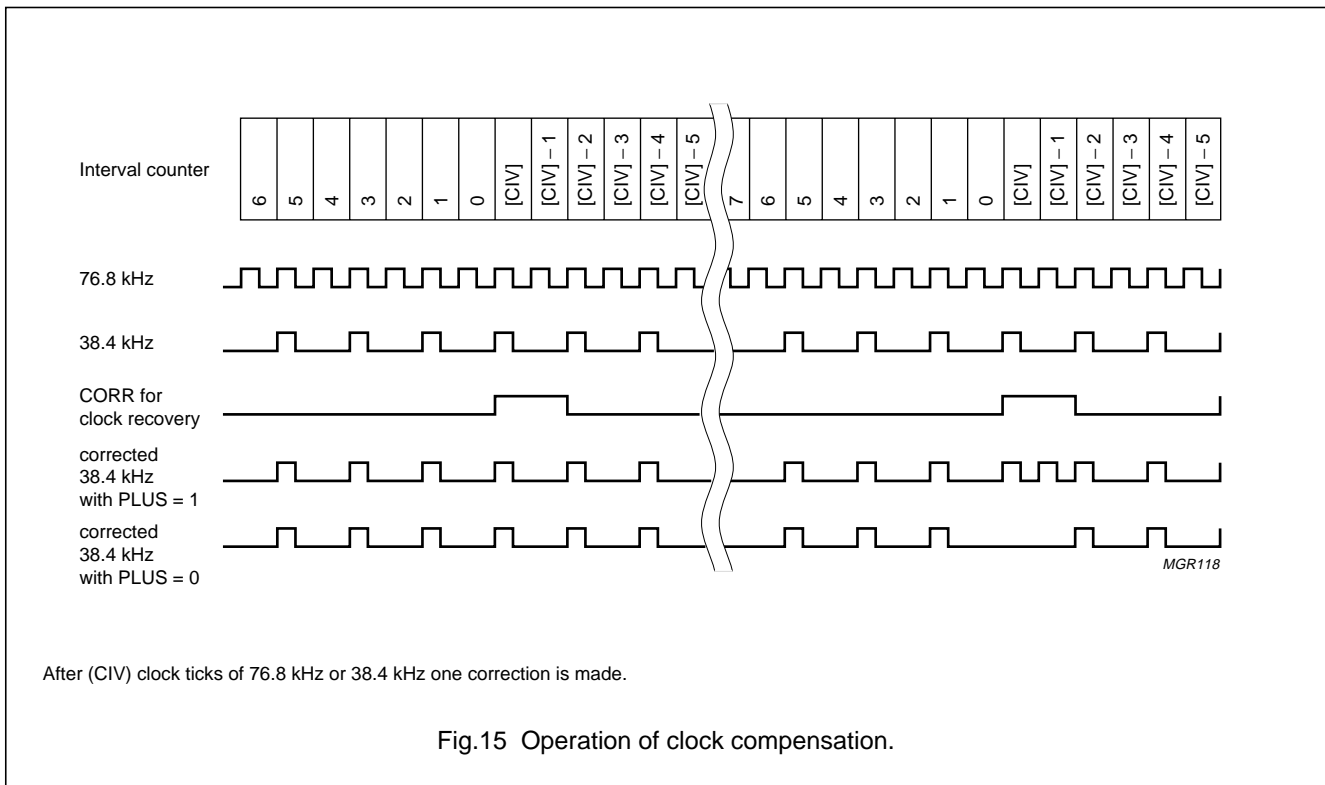 Interval counter
6 5 4 3 2 1 0 [CIV] [CIV] – 1 [CIV] – 2 [CIV] – 3 [CIV] – 4 [CIV] – 5 7 6 5 4 3 2 1 0 [CIV] [CIV] – 1 [CIV] – 2 [CIV] – 3 [CIV] – 4 [CIV] – 5
76.8 kHz
38.4 kHz
CORR for
clock recovery
corrected
38.4 kHz
with PLUS = 1
corrected
38.4 kHz
with PLUS = 0
MGR118
After (CIV) clock ticks of 76.8 kHz or 38.4 kHz one correction is made.
Fig.15 Operation of clock compensation.